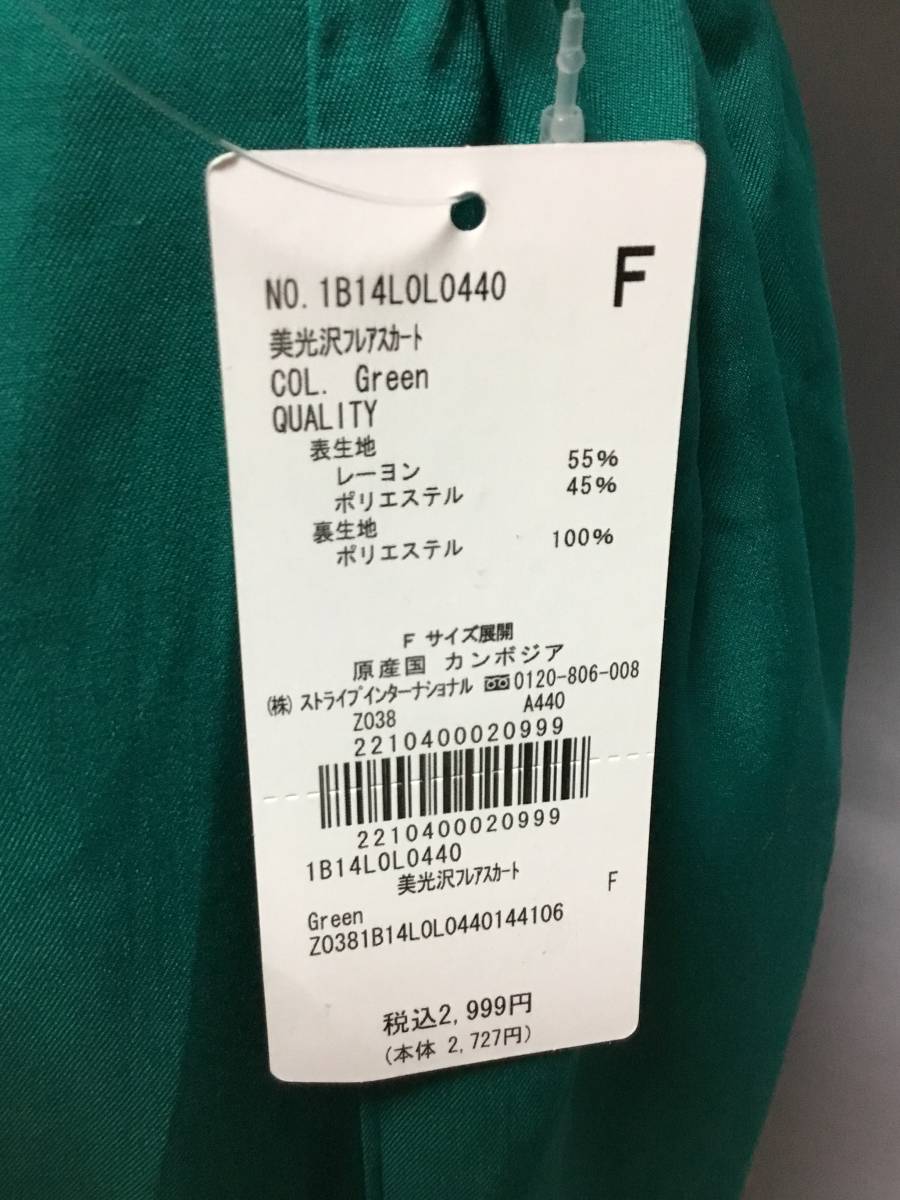 NO. 1B14L0L0440 F
美光沢フレアスカート
COL. Green
QUALITY
表生地
レーヨン 55%
ポリエステル 45%
裏生地
ポリエステル 100%
F サイズ展開
原産国 カンボジア
(株) ストライプインターナショナル 0120-806-008
Z038 A440
2210400020999
2210400020999
1B14L0L0440
美光沢フレアスカート F
Green
Z0381B14L0L0440144106
税込2,999円
(本体 2,727円)